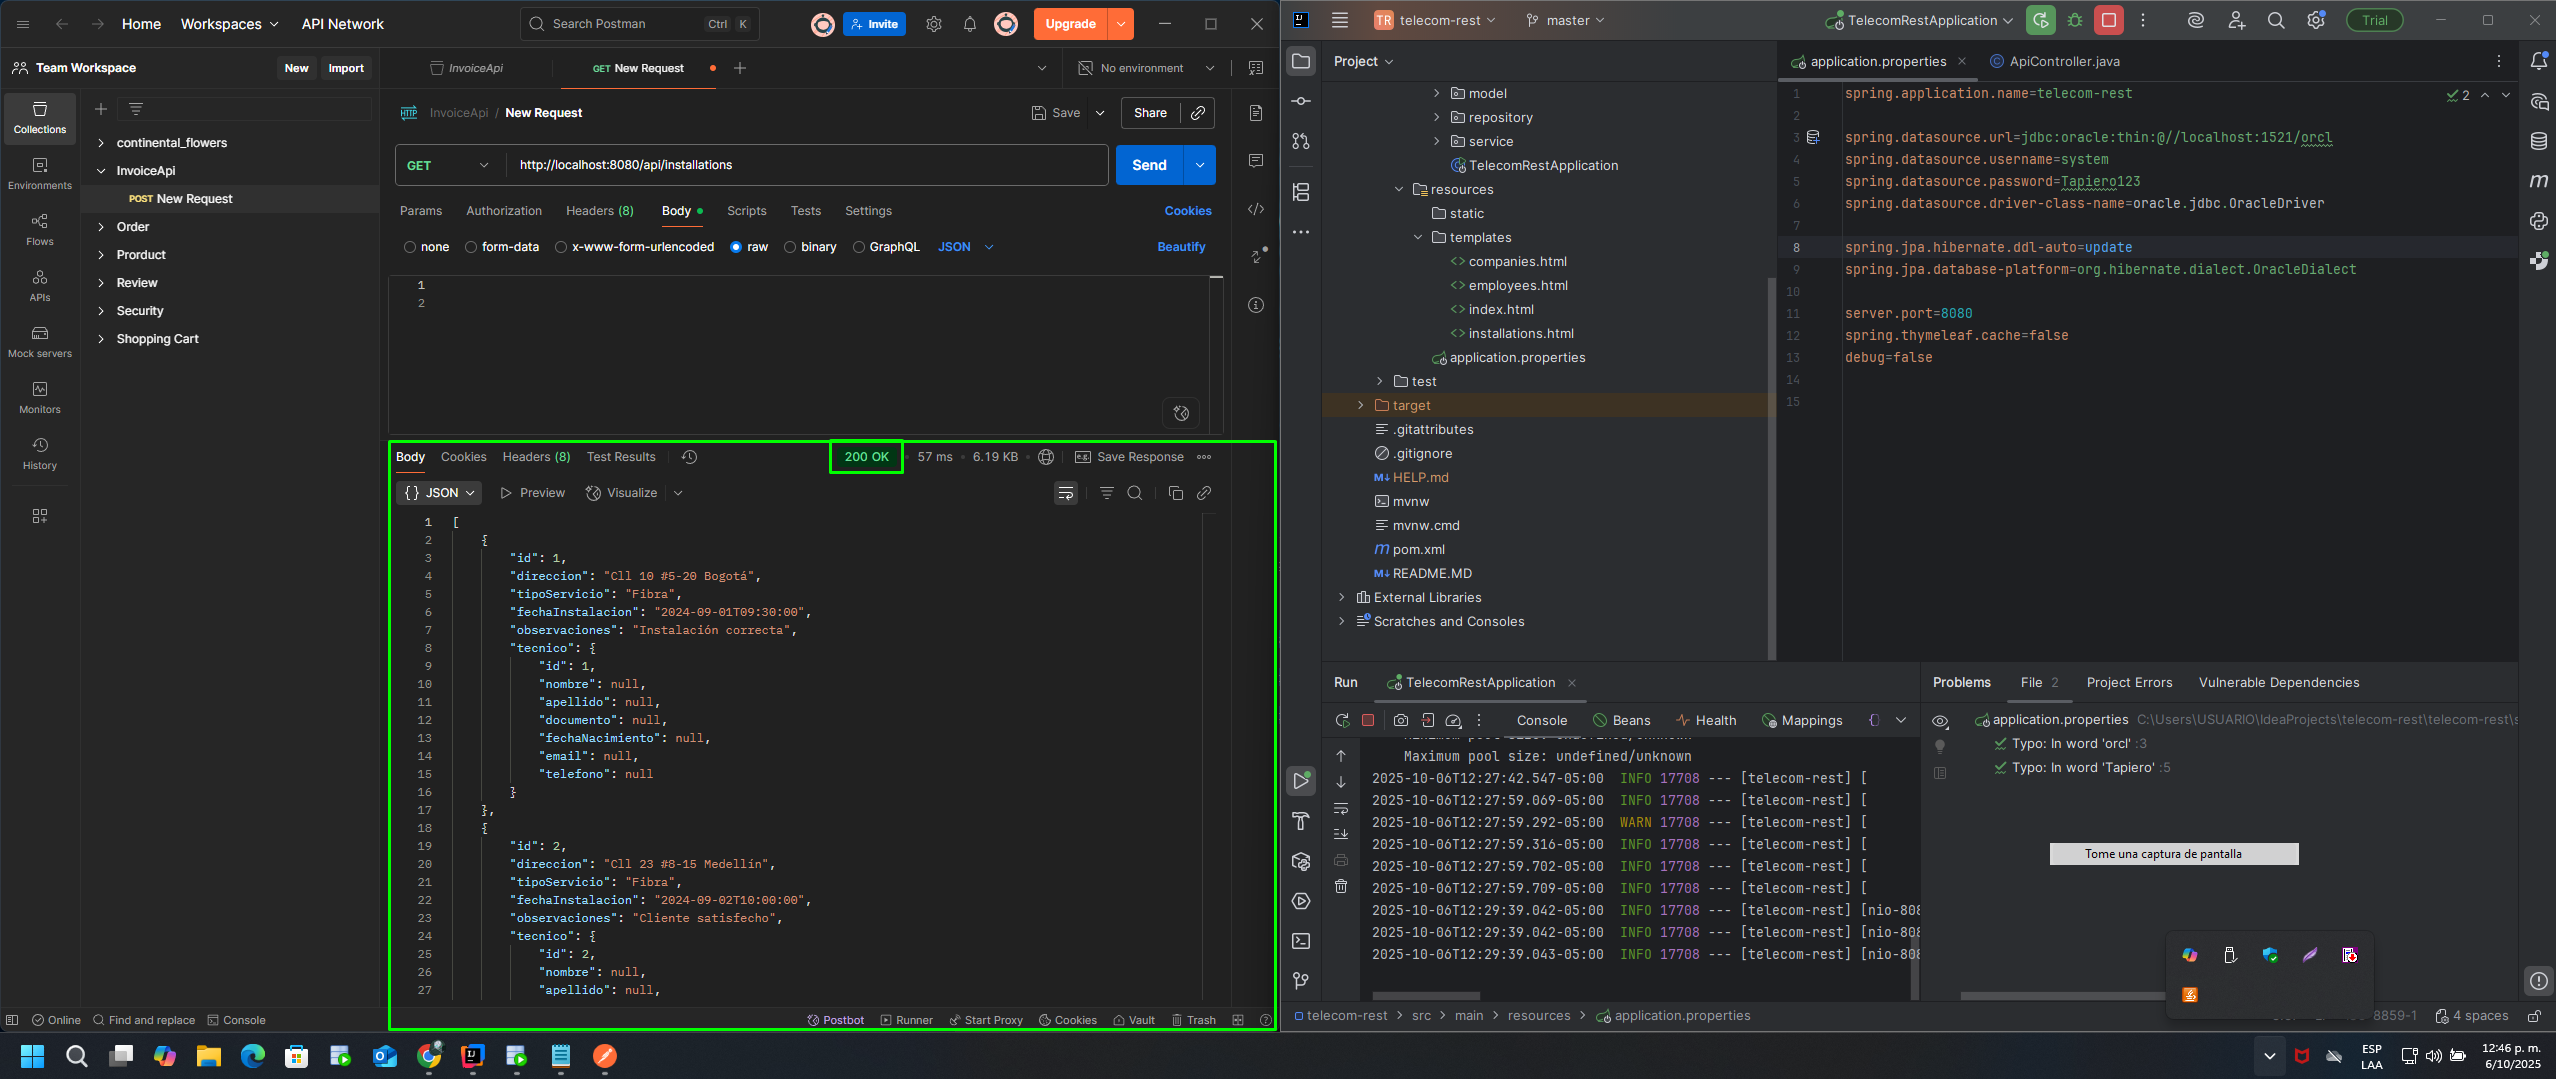 Home
Workspaces
API Network
Search Postman
Ctrl
K
Invite
Upgrade
Team Workspace
New
Import
InvoiceApi
GET New Request
No environment
Collections
Environments
Flows
APIs
Mock servers
Monitors
History
continental_flowers
InvoiceApi
POST New Request
Order
Prorduct
Review
Security
Shopping Cart
HTTP
InvoiceApi / New Request
Save
Share
GET
http://localhost:8080/api/installations
Send
Params
Authorization
Headers (8)
Body
Scripts
Tests
Settings
Cookies
none
form-data
x-www-form-urlencoded
raw
binary
GraphQL
JSON
Beautify
1
2
Body
Cookies
Headers (8)
Test Results
200 OK
57 ms
6.19 KB
e.g.
Save Response
{} JSON
Preview
Visualize
1 [
2 {
3 "id": 1,
4 "direccion": "Cll 10 #5-20 Bogotá",
5 "tipoServicio": "Fibra",
6 "fechaInstalacion": "2024-09-01T09:30:00",
7 "observaciones": "Instalación correcta",
8 "tecnico": {
9 "id": 1,
10 "nombre": null,
11 "apellido": null,
12 "documento": null,
13 "fechaNacimiento": null,
14 "email": null,
15 "telefono": null
16 }
17 },
18 {
19 "id": 2,
20 "direccion": "Cll 23 #8-15 Medellín",
21 "tipoServicio": "Fibra",
22 "fechaInstalacion": "2024-09-02T10:00:00",
23 "observaciones": "Cliente satisfecho",
24 "tecnico": {
25 "id": 2,
26 "nombre": null,
27 "apellido": null,
Online
Find and replace
Console
Postbot
Runner
Start Proxy
Cookies
Vault
Trash
TR
telecom-rest
master
TelecomRestApplication
Trial
Project
model
repository
service
TelecomRestApplication
resources
static
templates
companies.html
employees.html
index.html
installations.html
application.properties
test
target
.gitattributes
.gitignore
HELP.md
mvnw
mvnw.cmd
pom.xml
README.MD
External Libraries
Scratches and Consoles
application.properties
ApiController.java
2
1 spring.application.name=telecom-rest
2
3 spring.datasource.url=jdbc:oracle:thin:@//localhost:1521/orcl
4 spring.datasource.username=system
5 spring.datasource.password=Tapiero123
6 spring.datasource.driver-class-name=oracle.jdbc.OracleDriver
7
8 spring.jpa.hibernate.ddl-auto=update
9 spring.jpa.database-platform=org.hibernate.dialect.OracleDialect
10
11 server.port=8080
12 spring.thymeleaf.cache=false
13 debug=false
14
15
Run
TelecomRestApplication
Console
Beans
Health
Mappings
Maximum pool size: undefined/unknown
2025-10-06T12:27:42.547-05:00 INFO 17708 --- [telecom-rest] [
2025-10-06T12:27:59.069-05:00 INFO 17708 --- [telecom-rest] [
2025-10-06T12:27:59.292-05:00 WARN 17708 --- [telecom-rest] [
2025-10-06T12:27:59.316-05:00 INFO 17708 --- [telecom-rest] [
2025-10-06T12:27:59.702-05:00 INFO 17708 --- [telecom-rest] [
2025-10-06T12:27:59.709-05:00 INFO 17708 --- [telecom-rest] [
2025-10-06T12:29:39.042-05:00 INFO 17708 --- [telecom-rest] [nio-808
2025-10-06T12:29:39.042-05:00 INFO 17708 --- [telecom-rest] [nio-808
2025-10-06T12:29:39.043-05:00 INFO 17708 --- [telecom-rest] [nio-808
Problems
File 2
Project Errors
Vulnerable Dependencies
application.properties C:\Users\USUARIO\IdeaProjects\telecom-rest\telecom-rest\s
Typo: In word 'orcl' :3
Typo: In word 'Tapiero' :5
Tome una captura de pantalla
telecom-rest > src > main > resources > application.properties
8859-1
4 spaces
ESP
LAA
12:46 p. m.
6/10/2025